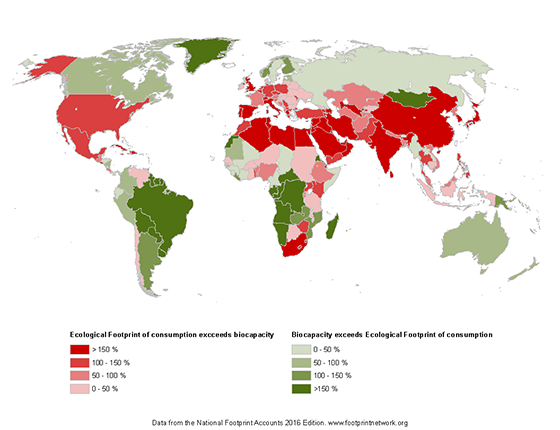 Ecological Footprint of consumption excceeds biocapacity
> 150 %
100 - 150 %
50 - 100 %
0 - 50 %
Biocapacity exceeds Ecological Footprint of consumption
0 - 50 %
50 - 100 %
100 - 150 %
>150 %
Data from the National Footprint Accounts 2016 Edition. www.footprintnetwork.org